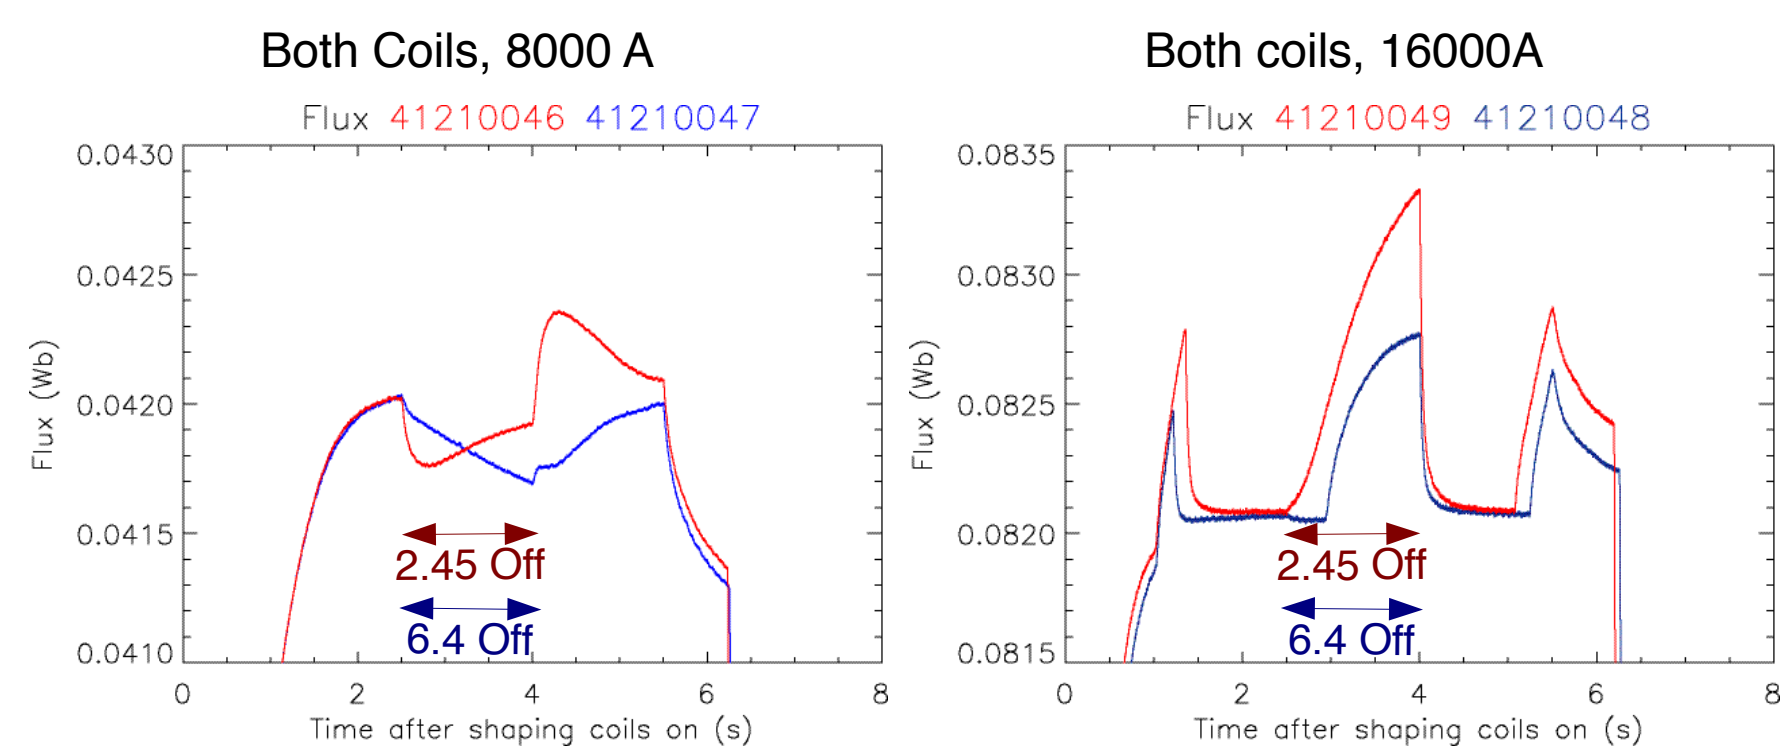 Both Coils, 8000 A
Flux 41210046 41210047
0.0430
0.0425
0.0420
0.0415
0.0410
Flux (Wb)
2.45 Off
6.4 Off
0 2 4 6 8
Time after shaping coils on (s)
Both coils, 16000A
Flux 41210049 41210048
0.0835
0.0830
0.0825
0.0820
0.0815
Flux (Wb)
2.45 Off
6.4 Off
0 2 4 6 8
Time after shaping coils on (s)